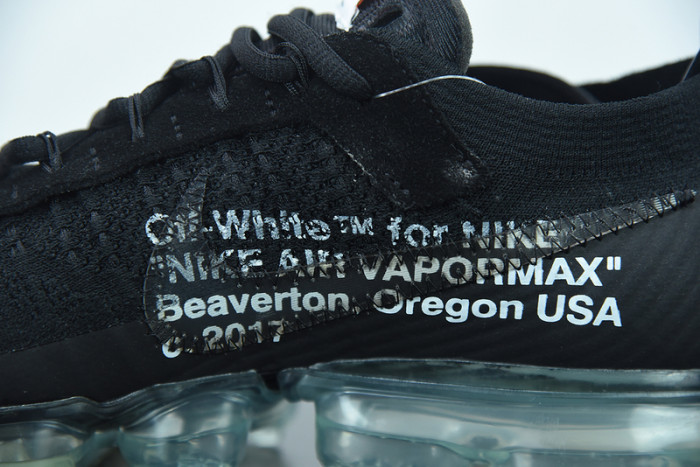 Off-White™ for NIKE
"NIKE AIR VAPORMAX"
Beaverton, Oregon USA
c. 2017